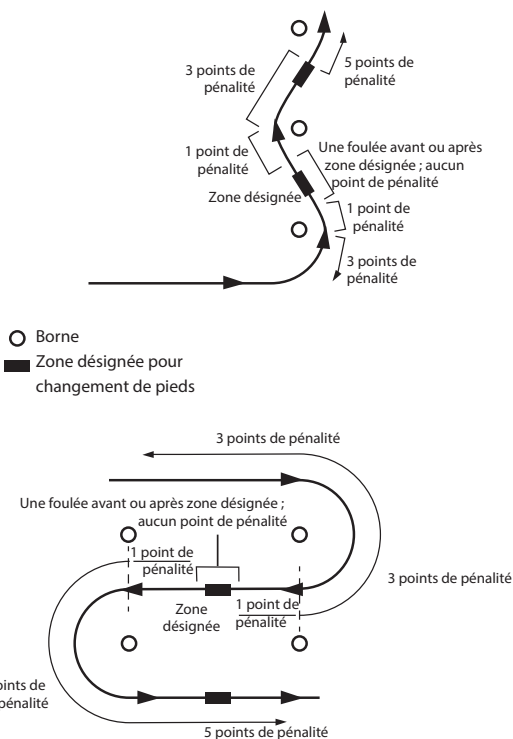 3 points de
pénalité
5 points de
pénalité
1 point de
pénalité
Une foulée avant ou après
zone désignée ; aucun
point de pénalité
Zone désignée
1 point de
pénalité
3 points de
pénalité
Borne
Zone désignée pour
changement de pieds
3 points de pénalité
Une foulée avant ou après zone désignée ;
aucun point de pénalité
1 point de
pénalité
3 points de pénalité
Zone
désignée
1 point de
pénalité
de
pénalité
5 points de pénalité